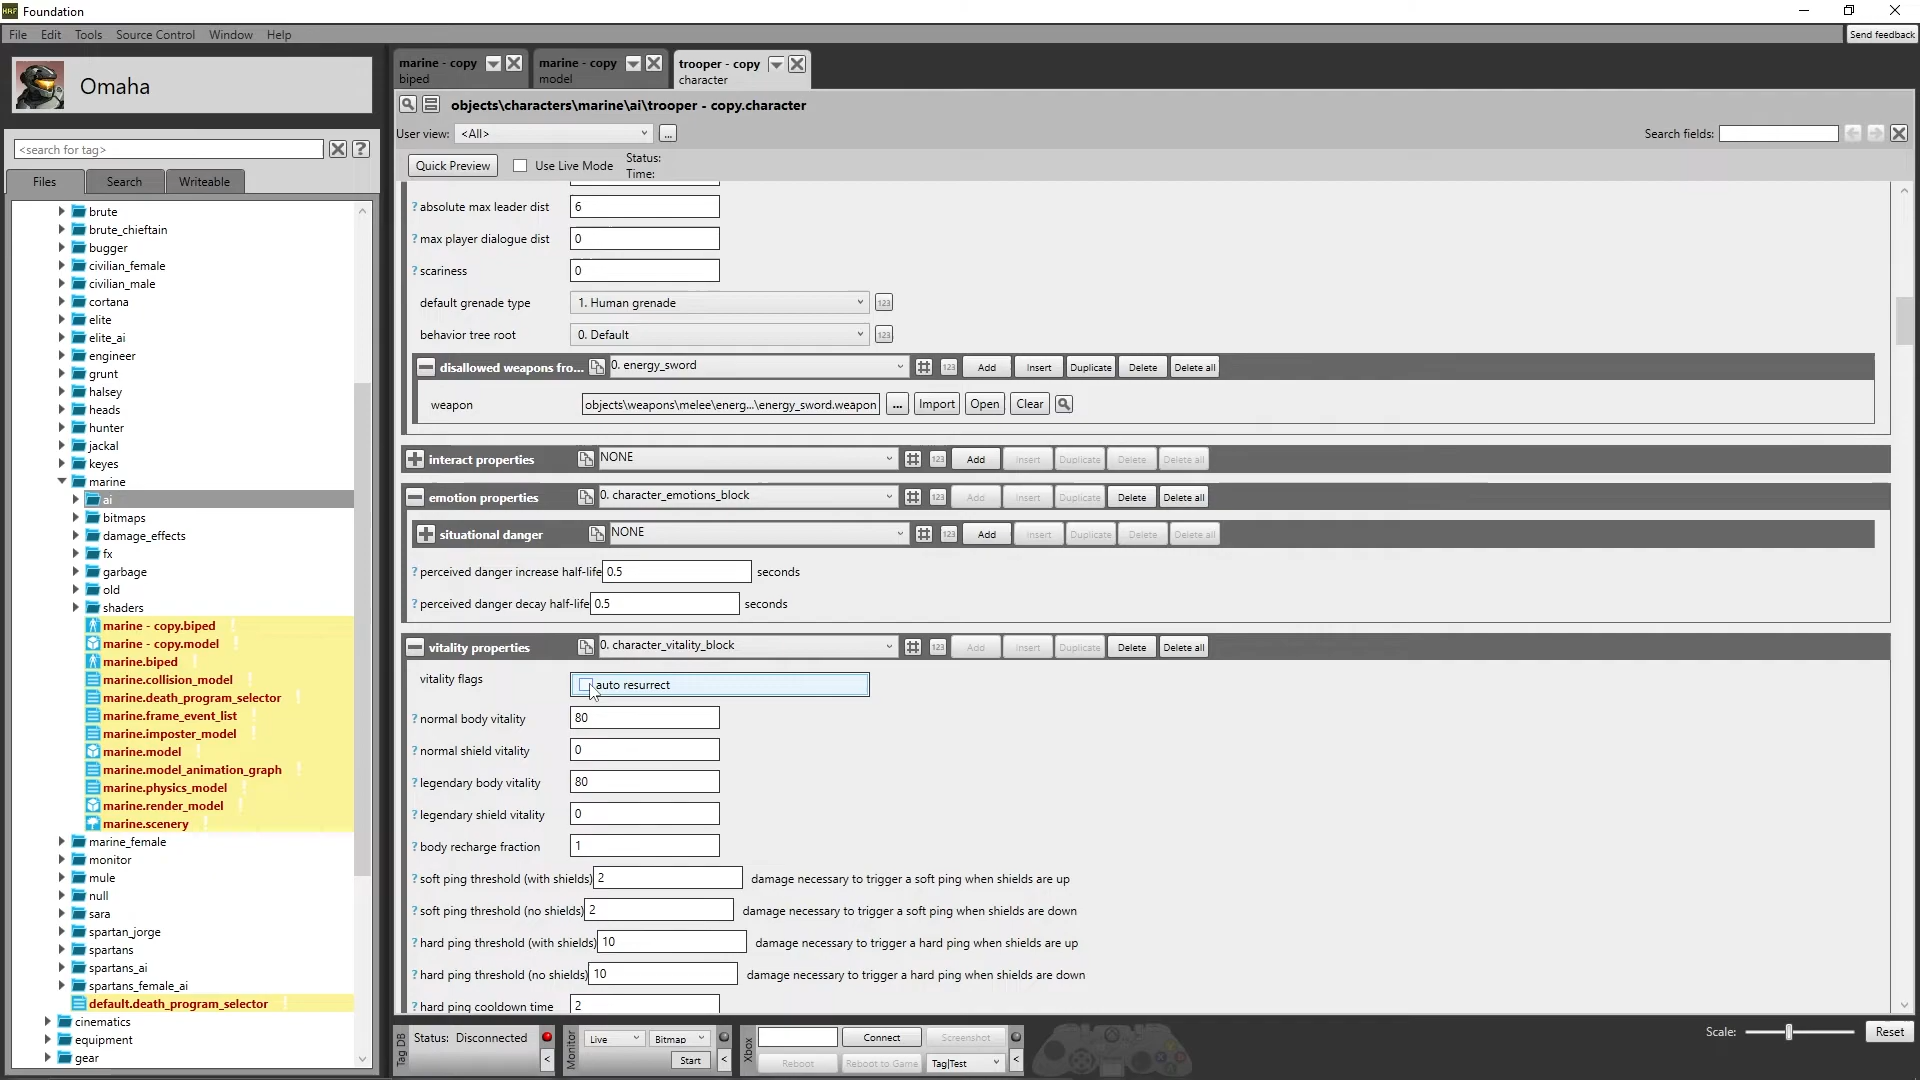 Foundation
File Edit Tools Source Control Window Help
Send feedback
Omaha
<search for tag>
?
Files Search Writeable
brute
brute_chieftain
bugger
civilian_female
civilian_male
cortana
elite
elite_ai
engineer
grunt
halsey
heads
hunter
jackal
keyes
marine
ai
bitmaps
damage_effects
fx
garbage
old
shaders
marine - copy.biped
marine - copy.model
marine.biped
marine.collision_model
marine.death_program_selector
marine.frame_event_list
marine.imposter_model
marine.model
marine.model_animation_graph
marine.physics_model
marine.render_model
marine.scenery
marine_female
monitor
mule
null
sara
spartan_jorge
spartans
spartans_ai
spartans_female_ai
default.death_program_selector
cinematics
equipment
gear
marine - copy
biped
marine - copy
model
trooper - copy
character
objects\characters\marine\ai\trooper - copy.character
User view: <All> ...
Search fields:
Quick Preview Use Live Mode Status:
Time:
? absolute max leader dist 6
? max player dialogue dist 0
? scariness 0
default grenade type 1. Human grenade 123
behavior tree root 0. Default 123
disallowed weapons fro... 0. energy_sword 123 Add Insert Duplicate Delete Delete all
weapon objects\weapons\melee\energ...\energy_sword.weapon ... Import Open Clear
interact properties NONE 123 Add Insert Duplicate Delete Delete all
emotion properties 0. character_emotions_block 123 Add Insert Duplicate Delete Delete all
situational danger NONE 123 Add Insert Duplicate Delete Delete all
? perceived danger increase half-life 0.5 seconds
? perceived danger decay half-life 0.5 seconds
vitality properties 0. character_vitality_block 123 Add Insert Duplicate Delete Delete all
vitality flags auto resurrect
? normal body vitality 80
? normal shield vitality 0
? legendary body vitality 80
? legendary shield vitality 0
? body recharge fraction 1
? soft ping threshold (with shields) 2 damage necessary to trigger a soft ping when shields are up
? soft ping threshold (no shields) 2 damage necessary to trigger a soft ping when shields are down
? hard ping threshold (with shields) 10 damage necessary to trigger a hard ping when shields are up
? hard ping threshold (no shields) 10 damage necessary to trigger a hard ping when shields are down
? hard ping cooldown time 2
Tag DB Status: Disconnected <
Monitor Live Bitmap Start <
Xbox Connect Screenshot
Reboot Reboot to Game Tag|Test <
Scale: Reset